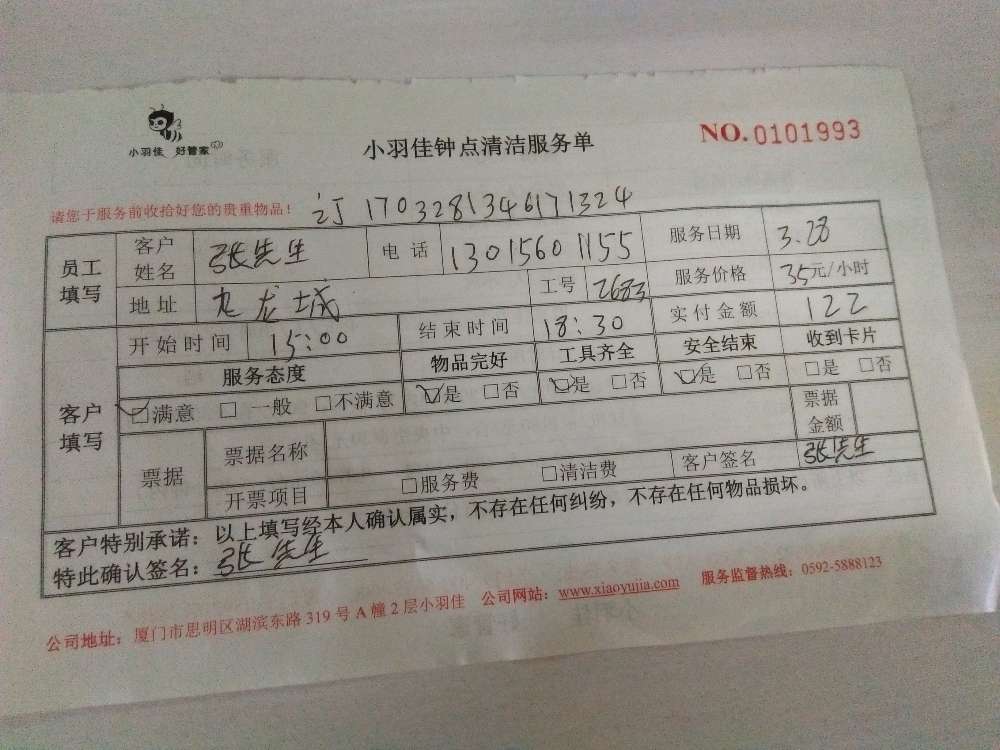 小羽佳 好管家
小羽佳钟点清洁服务单
NO.0101993
请您于服务前收拾好您的贵重物品!
订 1703281346171324
员工填写 客户姓名 张先生 电话 13015601155 服务日期 3.28
地址 九龙城 工号 2683 服务价格 35元/小时
客户填写 开始时间 15:00 结束时间 18:30 实付金额 122
服务态度 物品完好 工具齐全 安全结束 收到卡片
☑满意 □一般 □不满意 ☑是 □否 ☑是 □否 ☑是 □否 □是 □否
票据 票据名称 票据金额
开票项目 □服务费 □清洁费 客户签名 张先生
客户特别承诺：以上填写经本人确认属实，不存在任何纠纷，不存在任何物品损坏。
特此确认签名：张先生
公司地址：厦门市思明区湖滨东路319号A幢2层小羽佳 公司网站：www.xiaoyujia.com 服务监督热线：0592-5888123